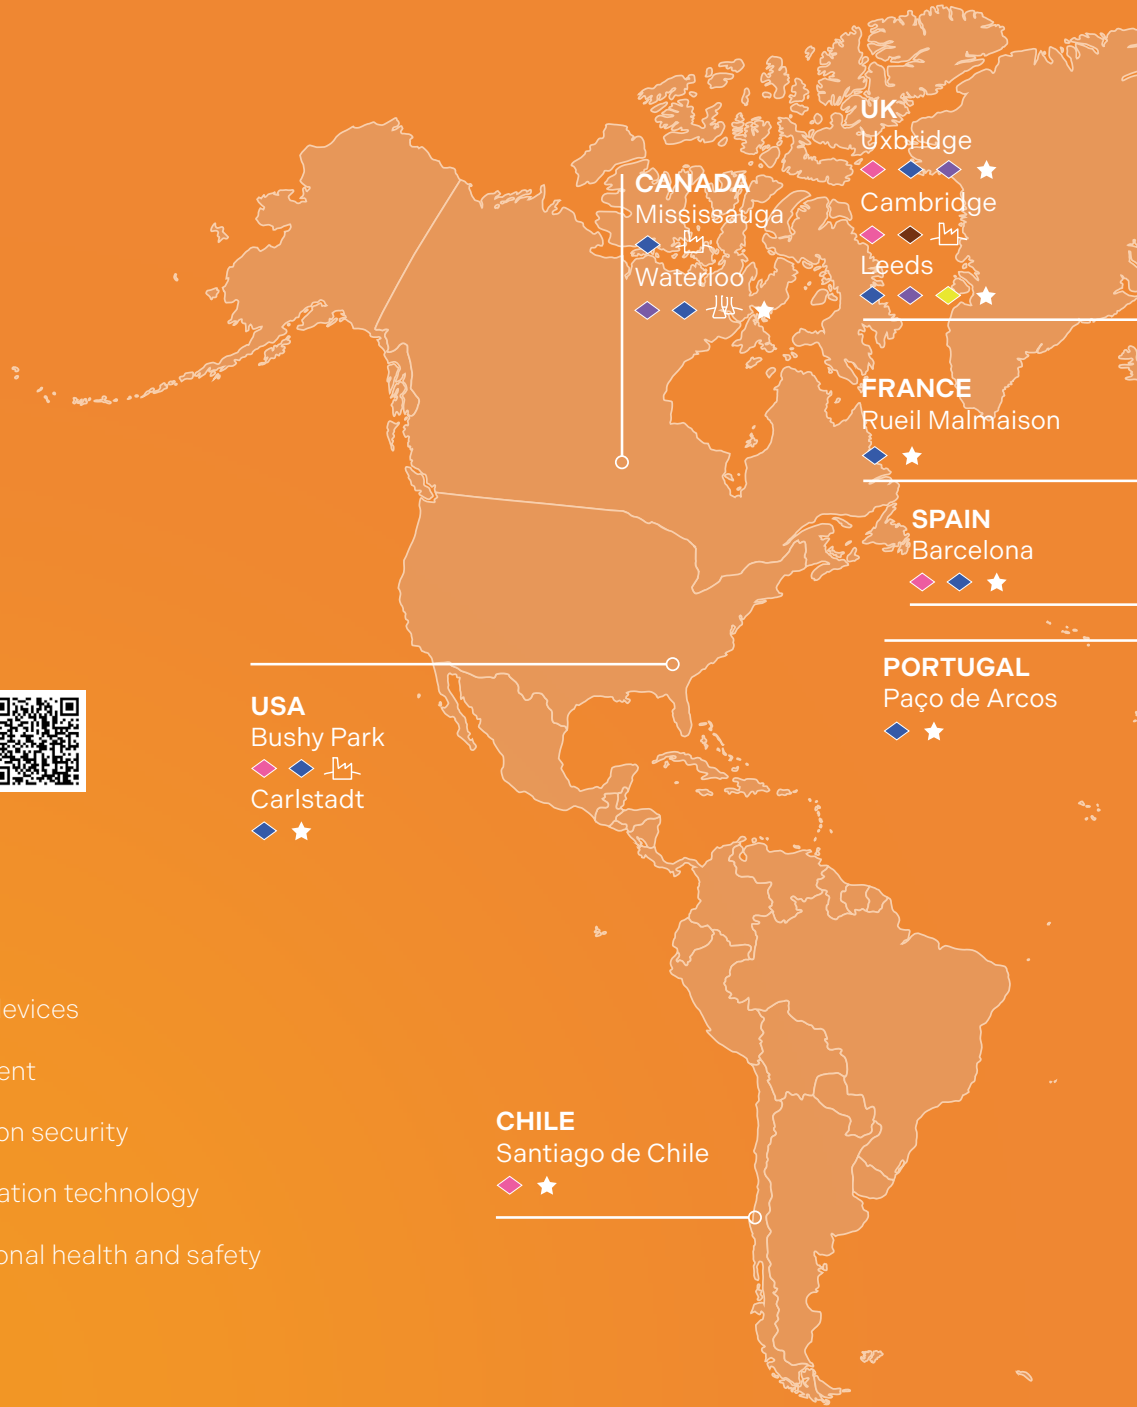 UK
Uxbridge
Cambridge
Leeds
CANADA
Mississauga
Waterloo
FRANCE
Rueil Malmaison
SPAIN
Barcelona
PORTUGAL
Paço de Arcos
USA
Bushy Park
Carlstadt
evices
ent
on security
ation technology
onal health and safety
CHILE
Santiago de Chile